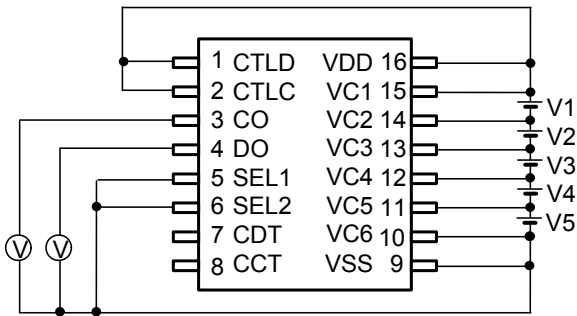 1 CTLD VDD 16
2 CTLC VC1 15
V1
3 CO VC2 14
V2
4 DO VC3 13
V3
5 SEL1 VC4 12
V4
6 SEL2 VC5 11
V5
V V
7 CDT VC6 10
8 CCT VSS 9